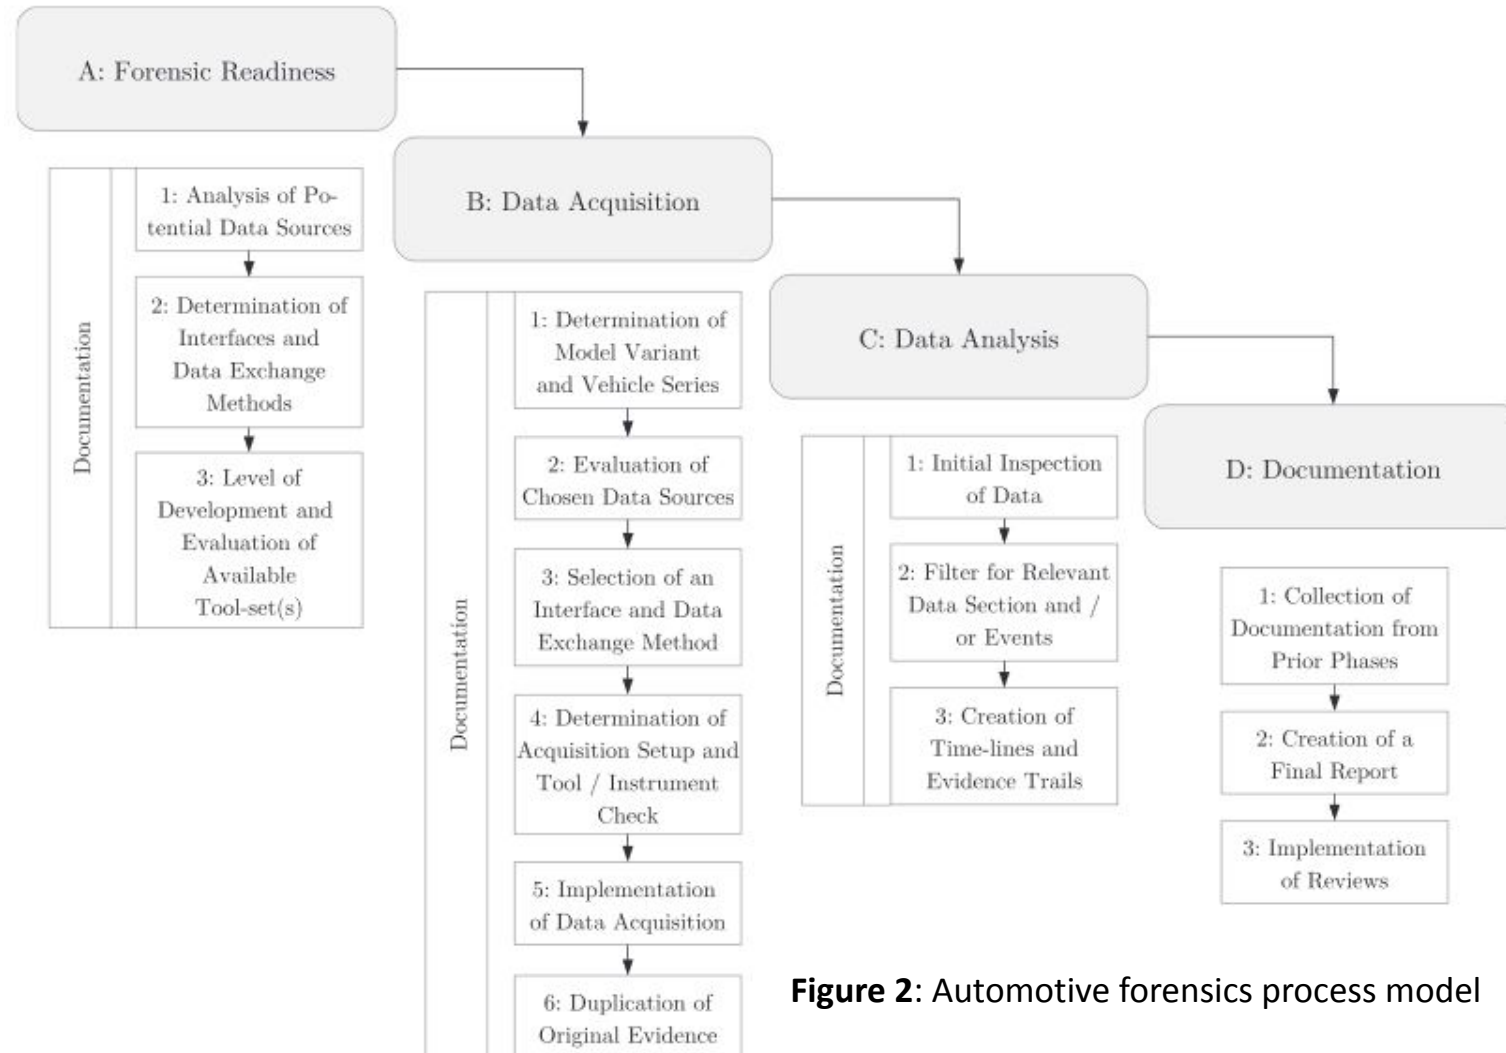 A: Forensic Readiness
Documentation
1: Analysis of Po-
tential Data Sources
2: Determination of
Interfaces and
Data Exchange
Methods
3: Level of
Development and
Evaluation of
Available
Tool-set(s)
B: Data Acquisition
Documentation
1: Determination of
Model Variant
and Vehicle Series
2: Evaluation of
Chosen Data Sources
3: Selection of an
Interface and Data
Exchange Method
4: Determination of
Acquisition Setup and
Tool / Instrument
Check
5: Implementation
of Data Acquisition
6: Duplication of
Original Evidence
C: Data Analysis
Documentation
1: Initial Inspection
of Data
2: Filter for Relevant
Data Section and /
or Events
3: Creation of
Time-lines and
Evidence Trails
D: Documentation
1: Collection of
Documentation from
Prior Phases
2: Creation of a
Final Report
3: Implementation
of Reviews
Figure 2: Automotive forensics process model